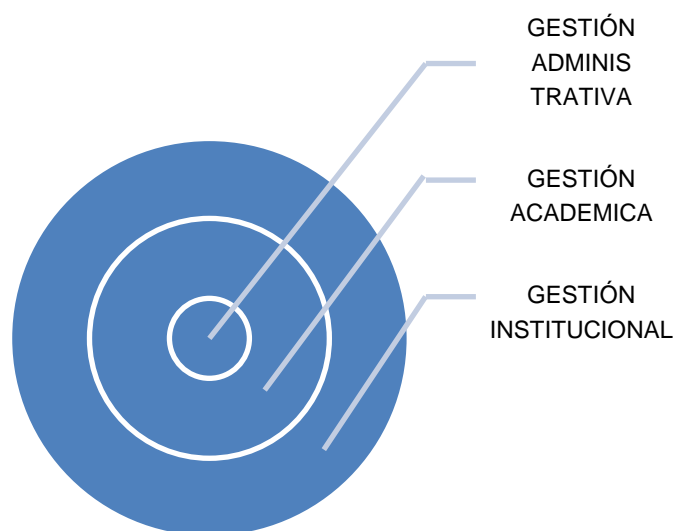 GESTIÓN
ADMINIS
TRATIVA
GESTIÓN
ACADEMICA
GESTIÓN
INSTITUCIONAL